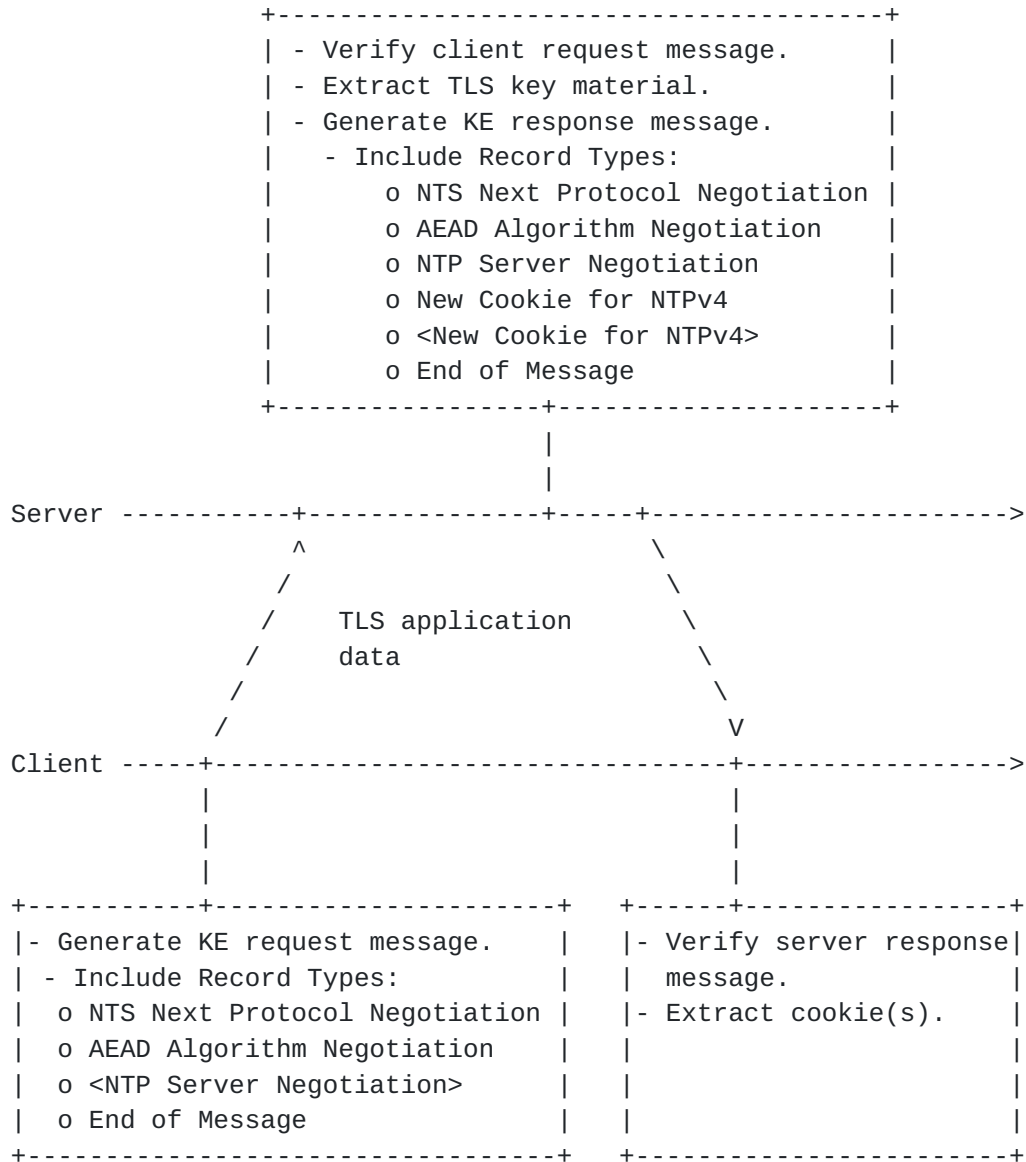 - Verify client request message.
- Extract TLS key material.
- Generate KE response message.
- Include Record Types:
o NTS Next Protocol Negotiation
o AEAD Algorithm Negotiation
o NTP Server Negotiation
o New Cookie for NTPv4
o <New Cookie for NTPv4>
o End of Message
Server
TLS application
data
Client
- Generate KE request message.
- Include Record Types:
o NTS Next Protocol Negotiation
o AEAD Algorithm Negotiation
o <NTP Server Negotiation>
o End of Message
- Verify server response
message.
- Extract cookie(s).